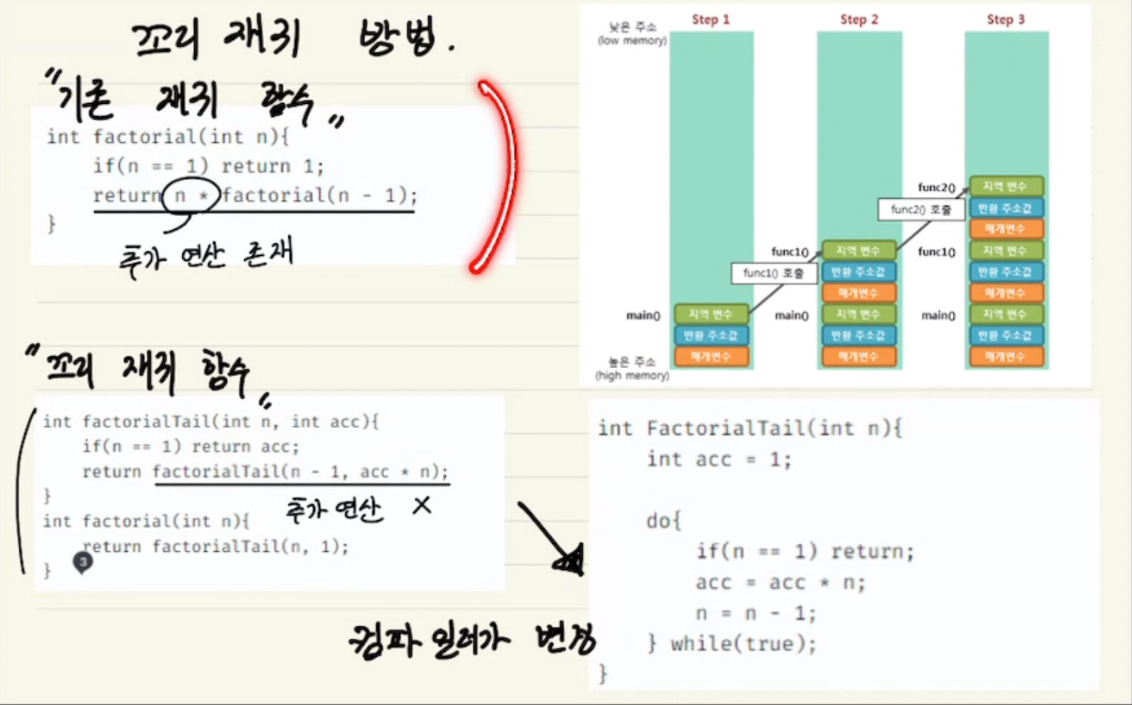 꼬리 재귀 방법.
"기존 재귀 함수"
int factorial(int n){
if(n == 1) return 1;
return n * factorial(n - 1);
}
추가 연산 존재
"꼬리 재귀 함수"
int factorialTail(int n, int acc){
if(n == 1) return acc;
return factorialTail(n - 1, acc * n);
}
추가 연산 X
int factorial(int n){
return factorialTail(n, 1);
}
3
컴파일러가 변경
Step 1
Step 2
Step 3
낮은 주소
(low memory)
func2()
지역 변수
func2() 호출
반환 주소값
매개변수
func1()
지역 변수
func1()
지역 변수
func1() 호출
반환 주소값
반환 주소값
매개변수
매개변수
main()
지역 변수
main()
지역 변수
main()
지역 변수
반환 주소값
반환 주소값
반환 주소값
높은 주소
(high memory)
매개변수
매개변수
매개변수
int FactorialTail(int n){
int acc = 1;
do{
if(n == 1) return;
acc = acc * n;
n = n - 1;
} while(true);
}